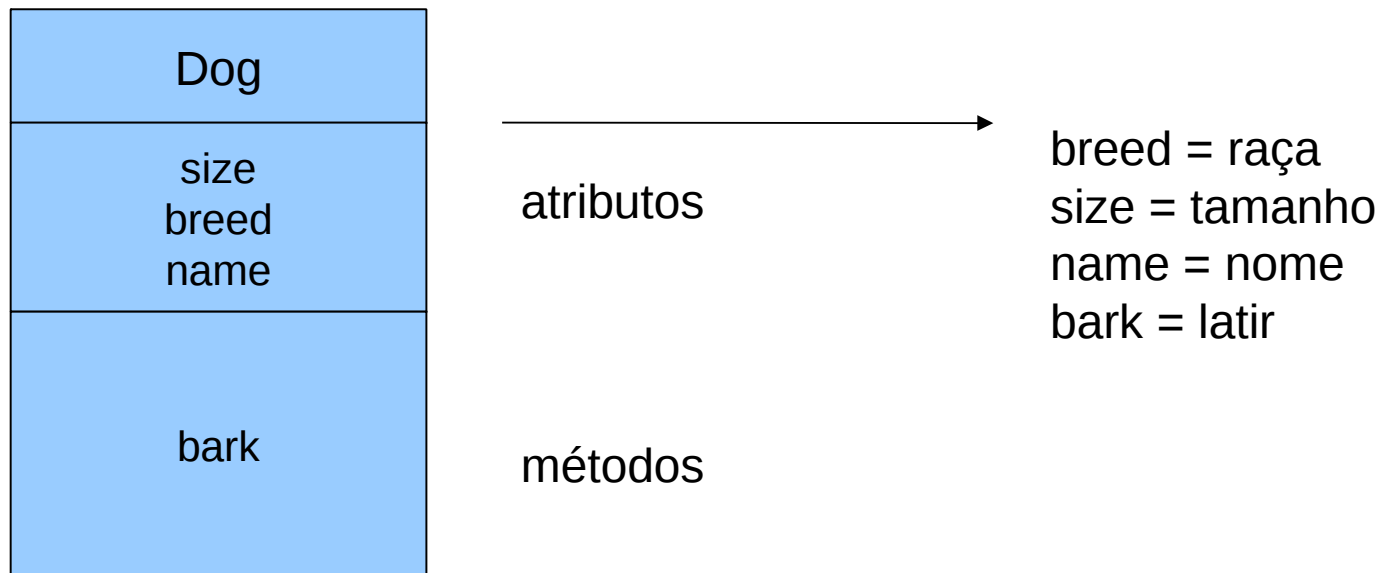 Dog
size
breed
name
bark
atributos
métodos
breed = raça
size = tamanho
name = nome
bark = latir